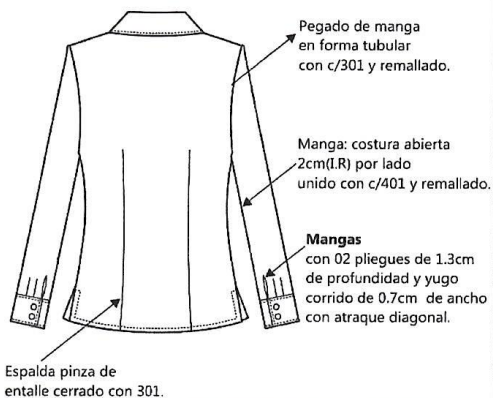 Pegado de manga
en forma tubular
con c/301 y remallado.
Manga: costura abierta
2cm(I.R) por lado
unido con c/401 y remallado.
Mangas
con 02 pliegues de 1.3cm
de profundidad y yugo
corrido de 0.7cm de ancho
con atraque diagonal.
Espalda pinza de
entalle cerrado con 301.